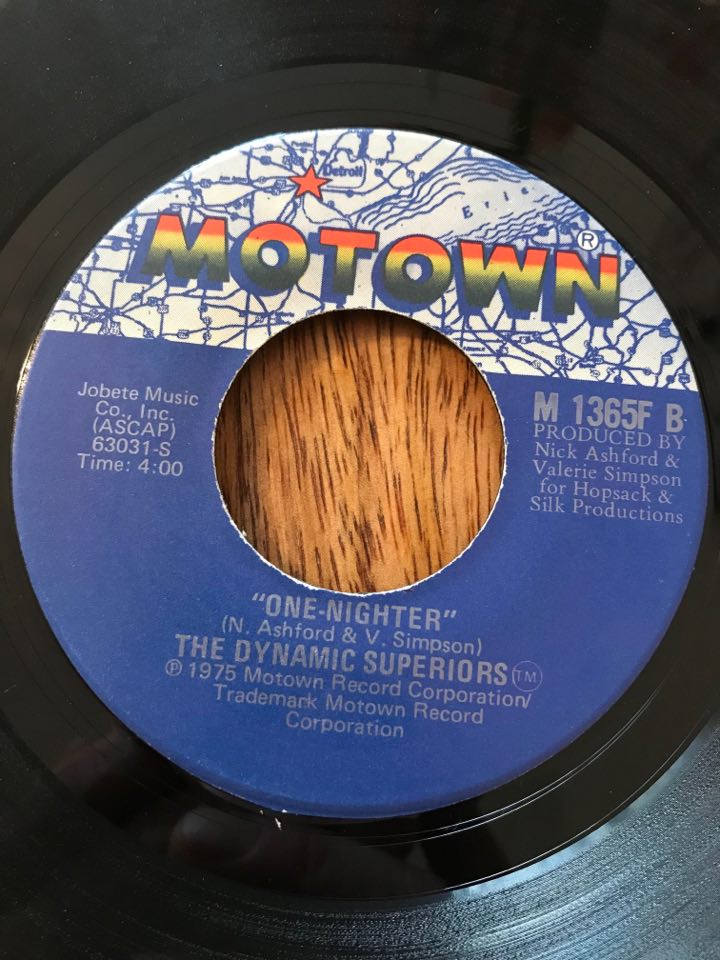 Detroit
Erie
MOTOWN®
Jobete Music
Co., Inc.
(ASCAP)
63031-S
Time: 4:00
M 1365F B
PRODUCED BY
Nick Ashford &
Valerie Simpson
for Hopsack &
Silk Productions
"ONE-NIGHTER"
(N. Ashford & V. Simpson)
THE DYNAMIC SUPERIORS TM
℗ 1975 Motown Record Corporation/
Trademark Motown Record
Corporation